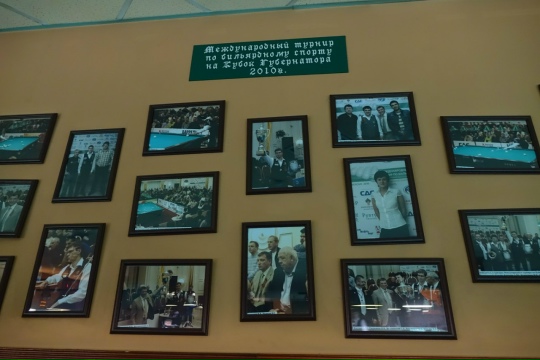 Международный турнир
по бильярдному спорту
на Кубок Губернатора
2010г.